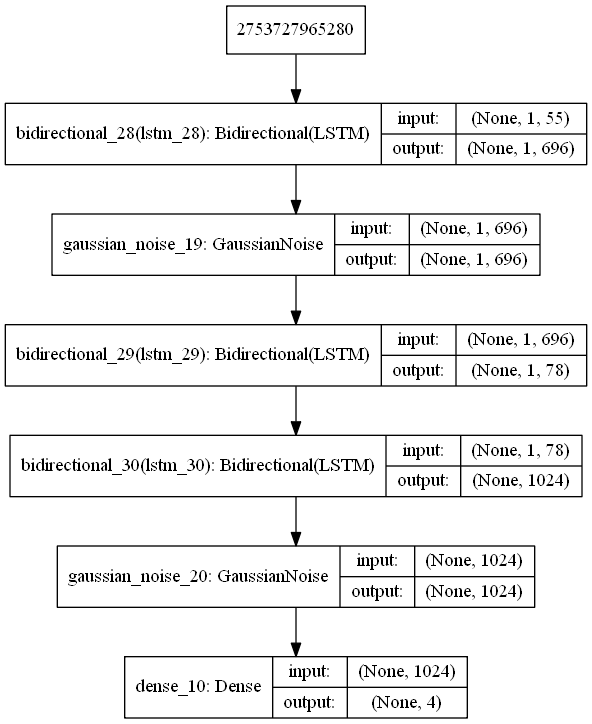 2753727965280
bidirectional_28(lstm_28): Bidirectional(LSTM)
input: (None, 1, 55)
output: (None, 1, 696)
gaussian_noise_19: GaussianNoise
input: (None, 1, 696)
output: (None, 1, 696)
bidirectional_29(lstm_29): Bidirectional(LSTM)
input: (None, 1, 696)
output: (None, 1, 78)
bidirectional_30(lstm_30): Bidirectional(LSTM)
input: (None, 1, 78)
output: (None, 1024)
gaussian_noise_20: GaussianNoise
input: (None, 1024)
output: (None, 1024)
dense_10: Dense
input: (None, 1024)
output: (None, 4)